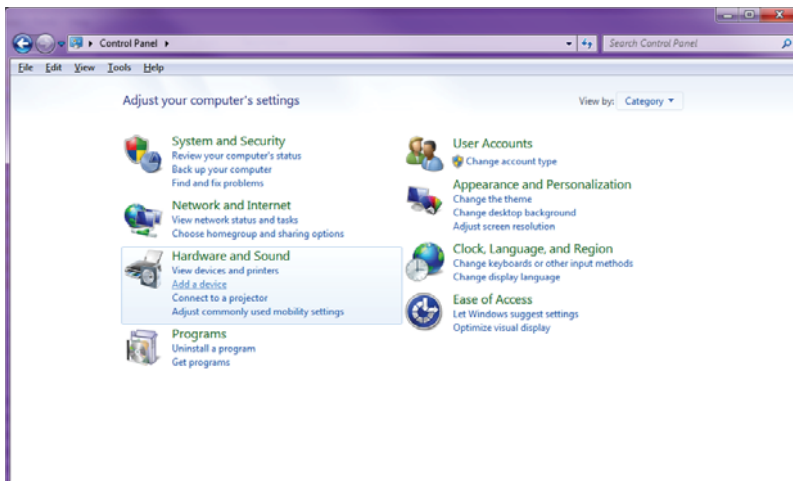 Control Panel
Search Control Panel
File Edit View Tools Help
Adjust your computer's settings
View by: Category
System and Security
Review your computer's status
Back up your computer
Find and fix problems
Network and Internet
View network status and tasks
Choose homegroup and sharing options
Hardware and Sound
View devices and printers
Add a device
Connect to a projector
Adjust commonly used mobility settings
Programs
Uninstall a program
Get programs
User Accounts
Change account type
Appearance and Personalization
Change the theme
Change desktop background
Adjust screen resolution
Clock, Language, and Region
Change keyboards or other input methods
Change display language
Ease of Access
Let Windows suggest settings
Optimize visual display